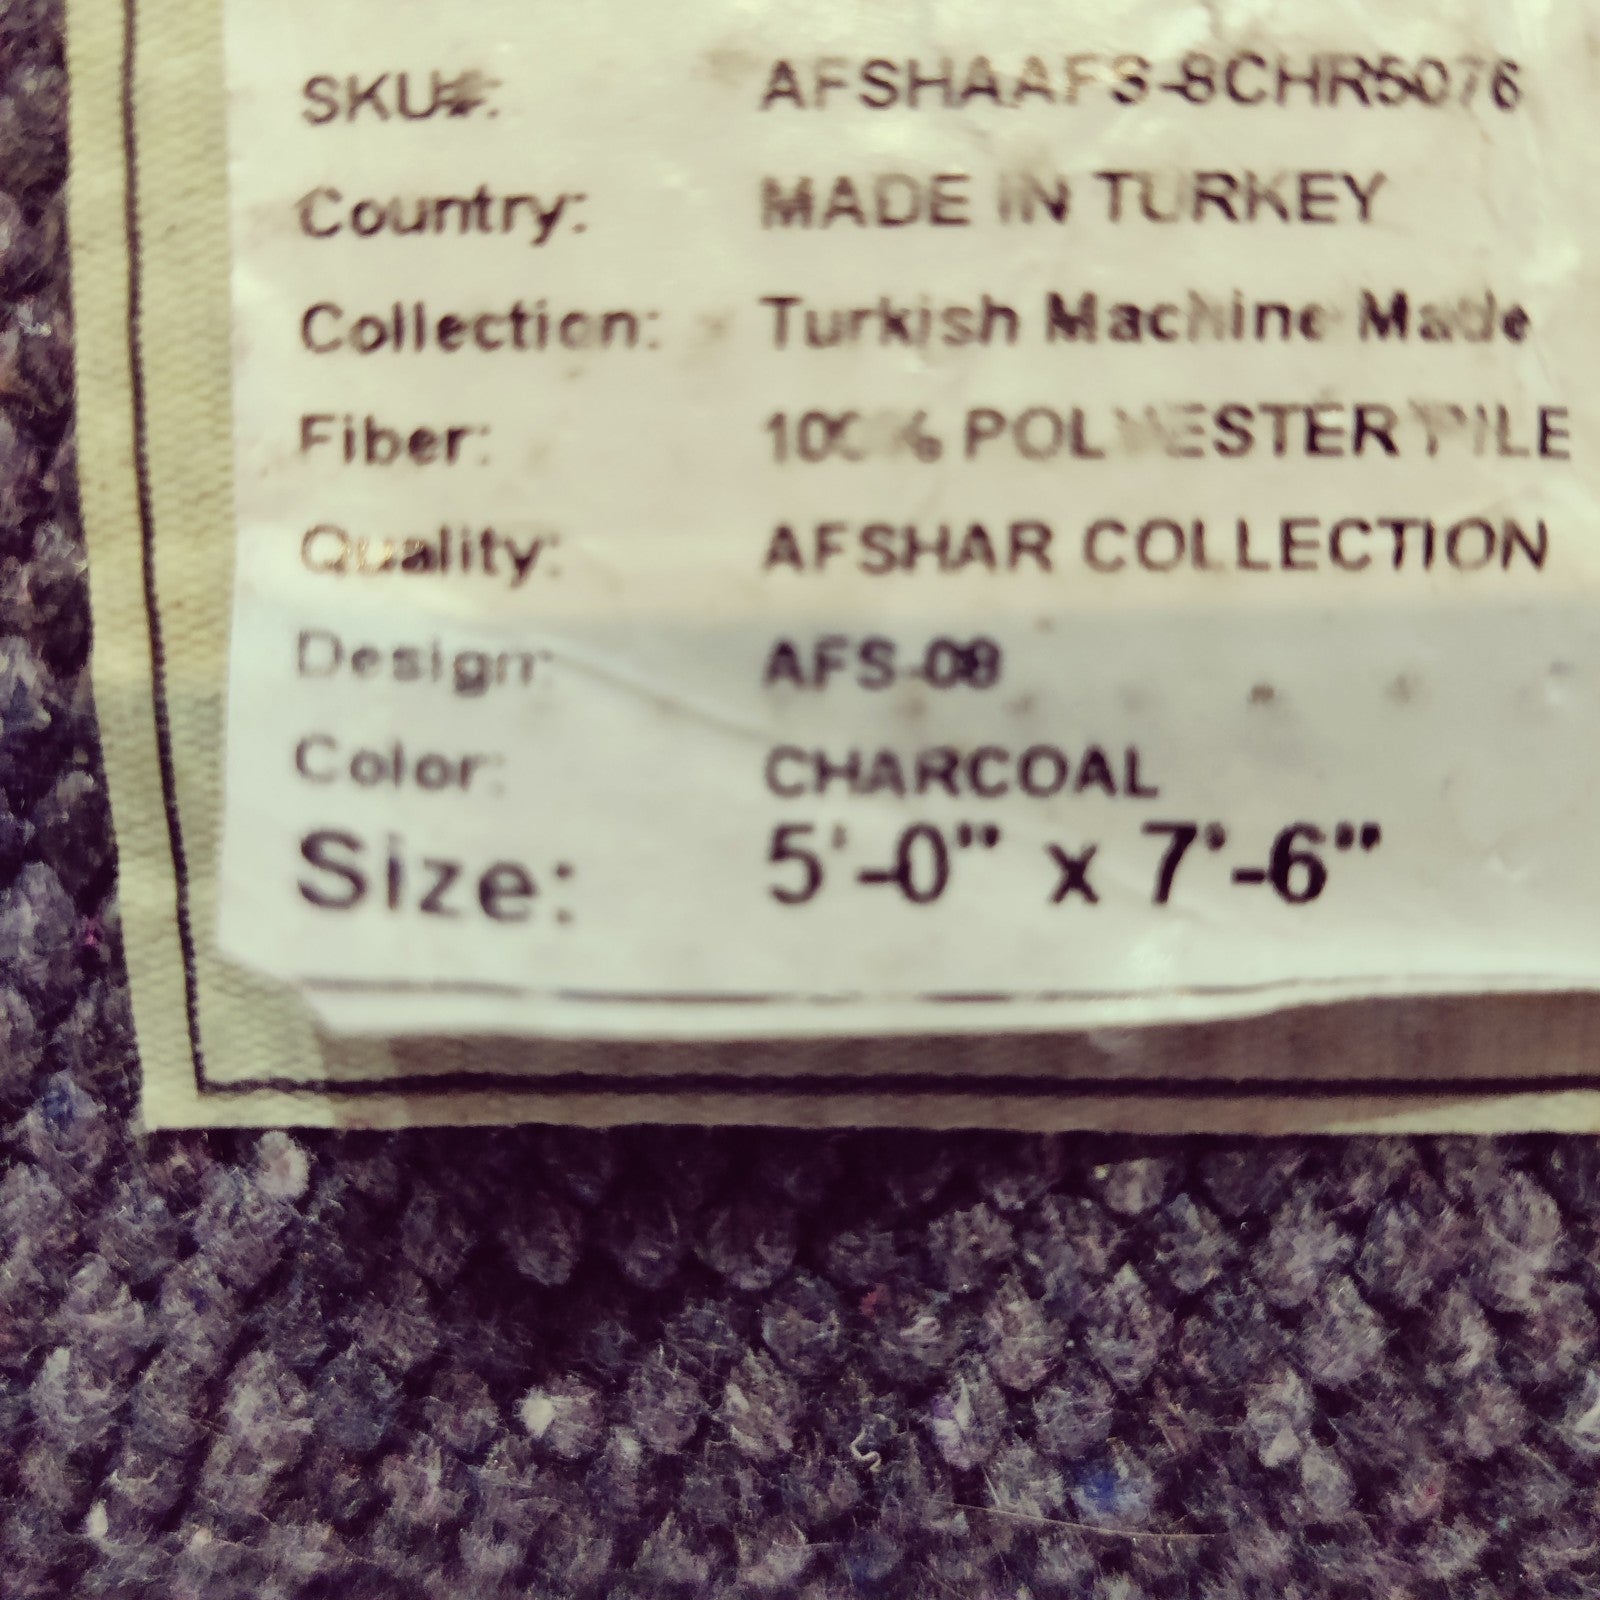 SKU#: AFSHAAFS-8CHR5076
Country: MADE IN TURKEY
Collection: Turkish Machine Made
Fiber: 100% POLYESTER PILE
Quality: AFSHAR COLLECTION
Design: AFS-08
Color: CHARCOAL
Size: 5'-0" x 7'-6"